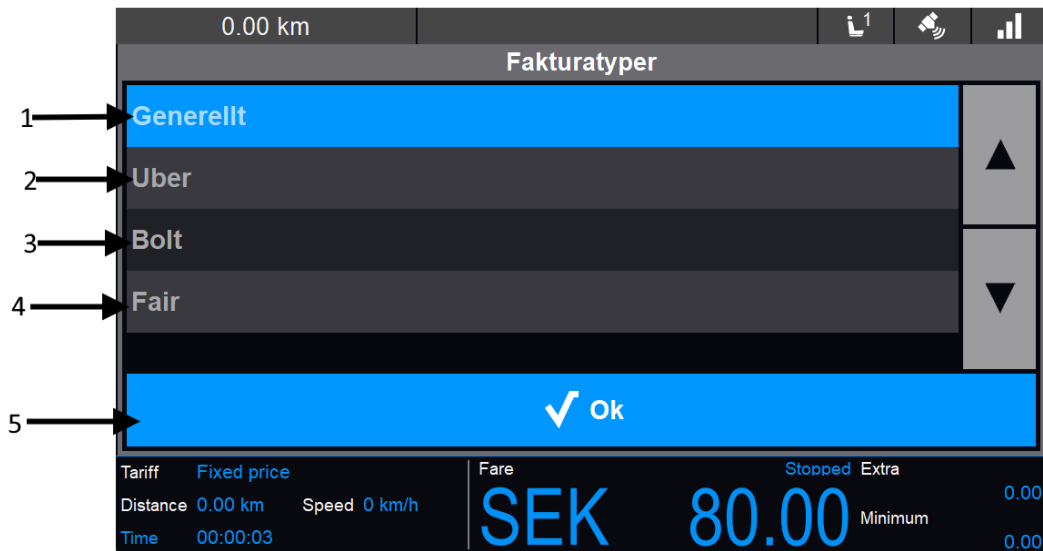 0.00 km
1
Fakturatyper
1 Generellt
2 Uber
3 Bolt
4 Fair
5 Ok
Tariff Fixed price
Distance 0.00 km Speed 0 km/h
Time 00:00:03
Fare Stopped
SEK 80.00
Extra
0.00
Minimum
0.00